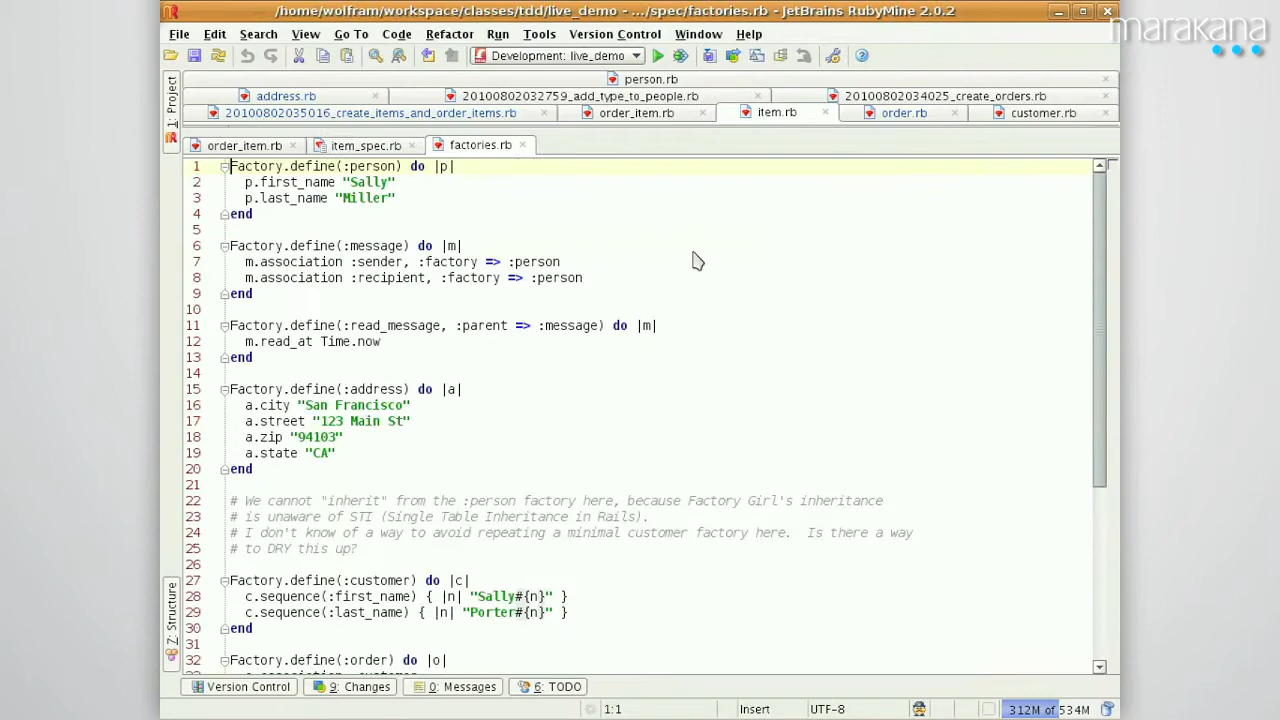 /home/wolfram/workspace/classes/tdd/live_demo - .../spec/factories.rb - JetBrains RubyMine 2.0.2
marakana
File Edit Search View Go To Code Refactor Run Tools Version Control Window Help
Development: live_demo
person.rb
address.rb 20100802032759_add_type_to_people.rb 20100802034025_create_orders.rb
20100802035016_create_items_and_order_items.rb order_item.rb item.rb order.rb customer.rb
order_item.rb item_spec.rb factories.rb
1: Project
1 Factory.define(:person) do |p|
2 p.first_name "Sally"
3 p.last_name "Miller"
4 end
5
6 Factory.define(:message) do |m|
7 m.association :sender, :factory => :person
8 m.association :recipient, :factory => :person
9 end
10
11 Factory.define(:read_message, :parent => :message) do |m|
12 m.read_at Time.now
13 end
14
15 Factory.define(:address) do |a|
16 a.city "San Francisco"
17 a.street "123 Main St"
18 a.zip "94103"
19 a.state "CA"
20 end
21
22 # We cannot "inherit" from the :person factory here, because Factory Girl's inheritance
23 # is unaware of STI (Single Table Inheritance in Rails).
24 # I don't know of a way to avoid repeating a minimal customer factory here. Is there a way
25 # to DRY this up?
26
27 Factory.define(:customer) do |c|
28 c.sequence(:first_name) { |n| "Sally#{n}" }
29 c.sequence(:last_name) { |n| "Porter#{n}" }
30 end
31
32 Factory.define(:order) do |o|
Z: Structure
Version Control 9: Changes 0: Messages 6: TODO
1:1 Insert UTF-8 312M of 534M